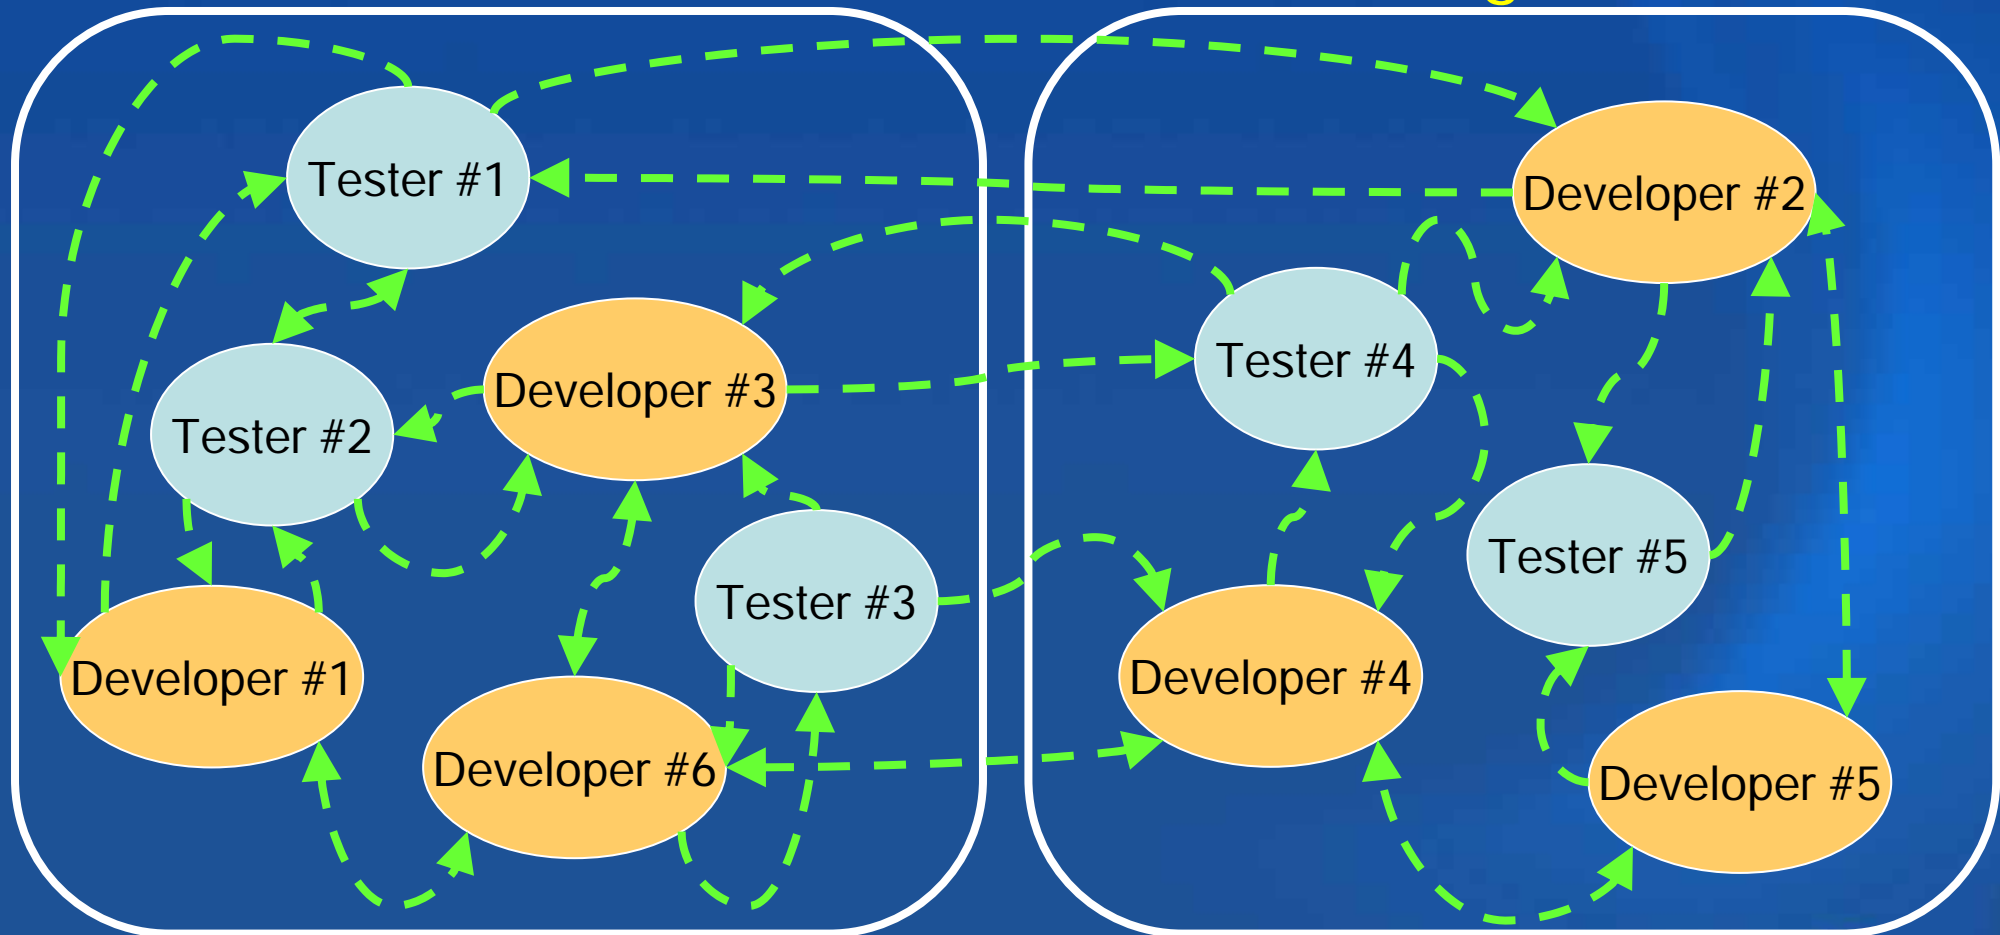 Tester #1
Developer #2
Tester #4
Developer #3
Tester #2
Tester #5
Tester #3
Developer #1
Developer #4
Developer #6
Developer #5